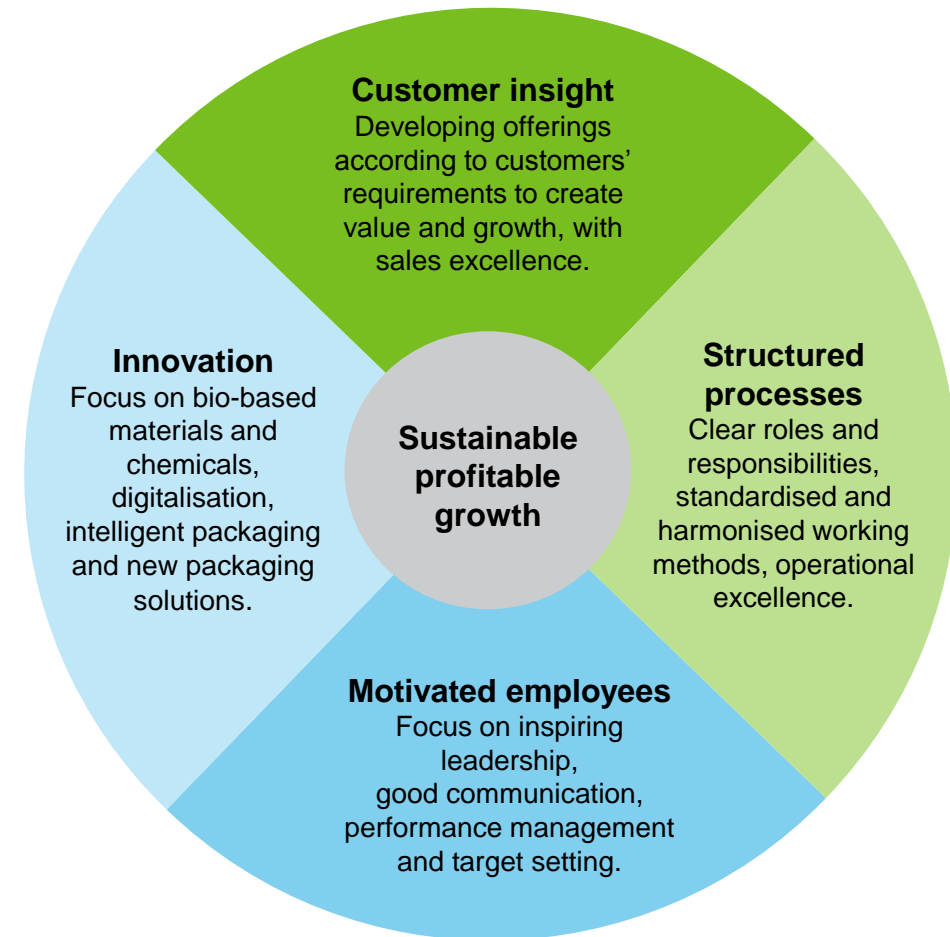 Customer insight
Developing offerings
according to customers’
requirements to create
value and growth, with
sales excellence.
Innovation
Focus on bio-based
materials and
chemicals,
digitalisation,
intelligent packaging
and new packaging
solutions.
Sustainable
profitable
growth
Structured
processes
Clear roles and
responsibilities,
standardised and
harmonised working
methods, operational
excellence.
Motivated employees
Focus on inspiring
leadership,
good communication,
performance management
and target setting.